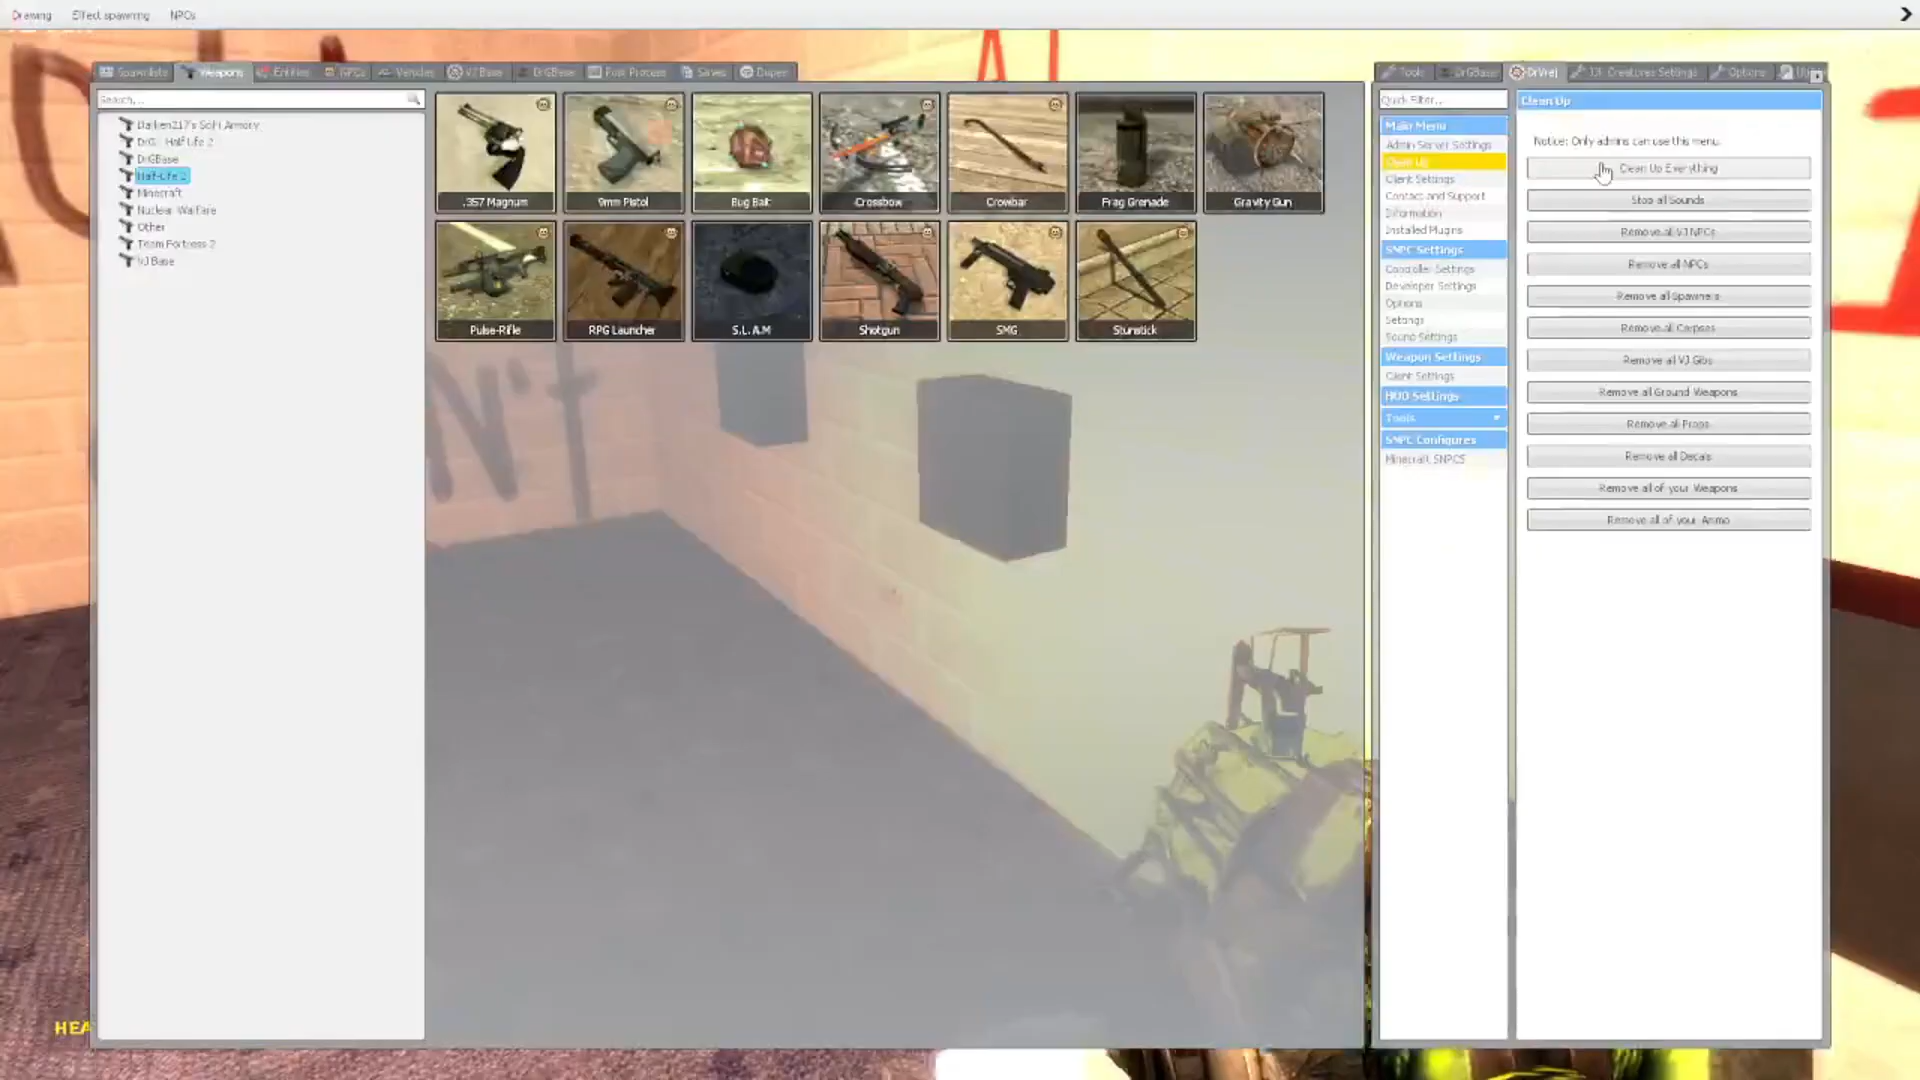 Drawing Effect spawning NPCs
Spawnlists Weapons Entities NPCs Vehicles VJ Base DrGBase Post Process Saves Dupes
Search...
Darken217's SciFi Armory
DrG - Half Life 2
DrGBase
Half-Life 2
Minecraft
Nuclear Warfare
Other
Team Fortress 2
VJ Base
.357 Magnum
9mm Pistol
Bug Bait
Crossbow
Crowbar
Frag Grenade
Gravity Gun
Pulse-Rifle
RPG Launcher
S.L.A.M
Shotgun
SMG
Stunstick
N'T
HEA
Tools DrGBase DrVrej Creatures Settings Options
Quick Filter...
Main Menu
Admin Server Settings
Clean Up
Client Settings
Contact and Support
Information
Installed Plugins
SNPC Settings
Controller Settings
Developer Settings
Options
Settings
Sound Settings
Weapon Settings
Client Settings
HUD Settings
Tools
SNPC Configures
Minecraft SNPCS
Clean Up
Notice: Only admins can use this menu.
Clean Up Everything
Stop all Sounds
Remove all VJ NPCs
Remove all NPCs
Remove all Spawners
Remove all Corpses
Remove all VJ Gibs
Remove all Ground Weapons
Remove all Props
Remove all Decals
Remove all of your Weapons
Remove all of your Ammo